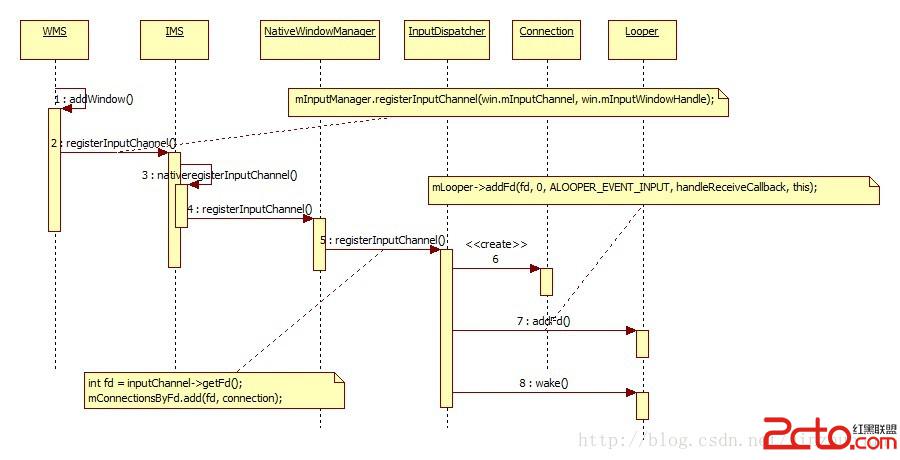 WMS
IMS
NativeWindowManager
InputDispatcher
Connection
Looper
1 : addWindow()
mInputManager.registerInputChannel(win.mInputChannel, win.mInputWindowHandle);
2 : registerInputChannel()
3 : nativeregisterInputChannel()
mLooper->addFd(fd, 0, ALOOPER_EVENT_INPUT, handleReceiveCallback, this);
4 : registerInputChannel()
5 : registerInputChannel()
<<create>>
6
7 : addFd()
int fd = inputChannel->getFd();
mConnectionsByFd.add(fd, connection);
8 : wake()
2cto.com
红黑联盟
http://blog.csdn.net/